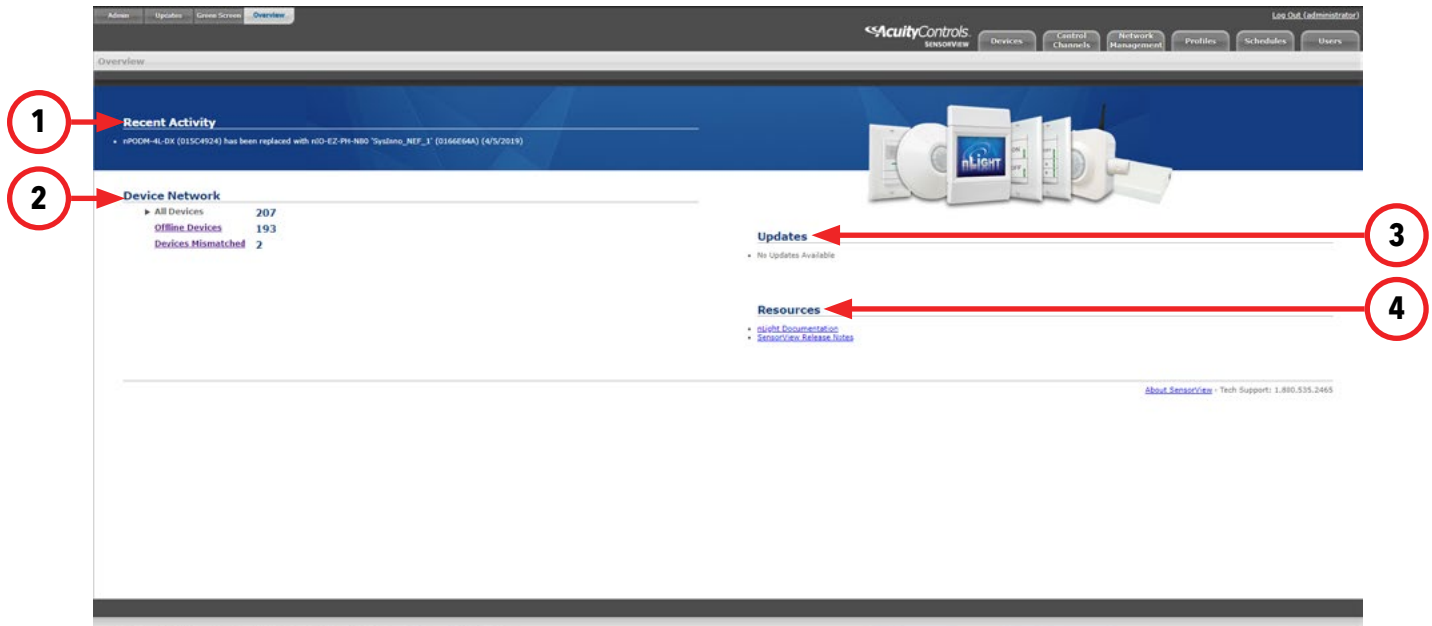 Admin Updates Green Screen Overview
Log Out (administrator)
AcuityControls.
SENSORVIEW
Devices Control Channels Network Management Profiles Schedules Users
Overview
1
Recent Activity
• nPODM-4L-DX (015C4924) has been replaced with nIO-EZ-PH-N80 'SysInno_NEF_1' (0166E64A) (4/5/2019)
nLIGHT
ON
OFF
2
Device Network
▶ All Devices 207
Offline Devices 193
Devices Mismatched 2
3
Updates
• No Updates Available
4
Resources
• nLight Documentation
• SensorView Release Notes
About SensorView - Tech Support: 1.800.535.2465